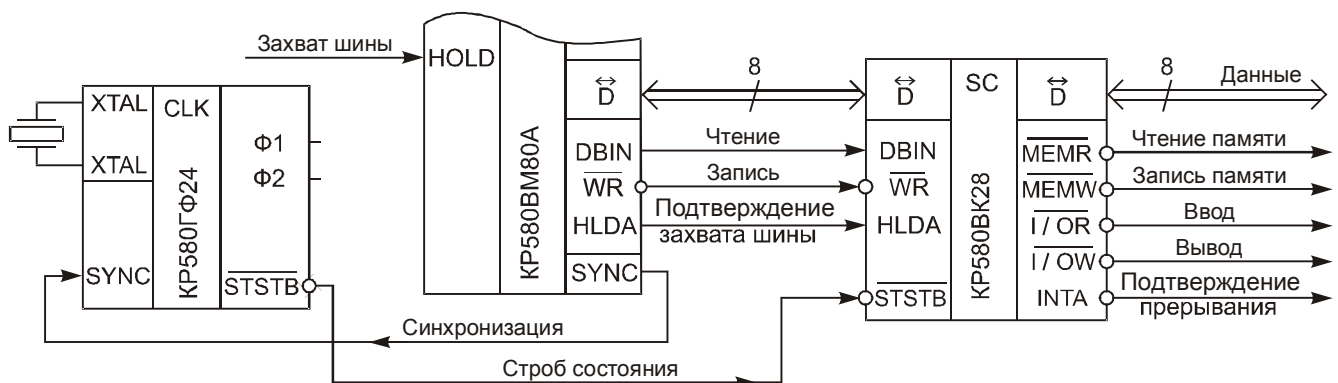 Захват шины
XTAL
XTAL
SYNC
CLK
КР580ГФ24
Ф1
Ф2
STSTB
HOLD
КР580ВМ80А
D
DBIN
WR
HLDA
SYNC
8
Чтение
Запись
Подтверждение
захвата шины
Синхронизация
Строб состояния
D
DBIN
WR
HLDA
STSTB
SC
КР580ВК28
D
MEMR
MEMW
I / OR
I / OW
INTA
8
Данные
Чтение памяти
Запись памяти
Ввод
Вывод
Подтверждение
прерывания